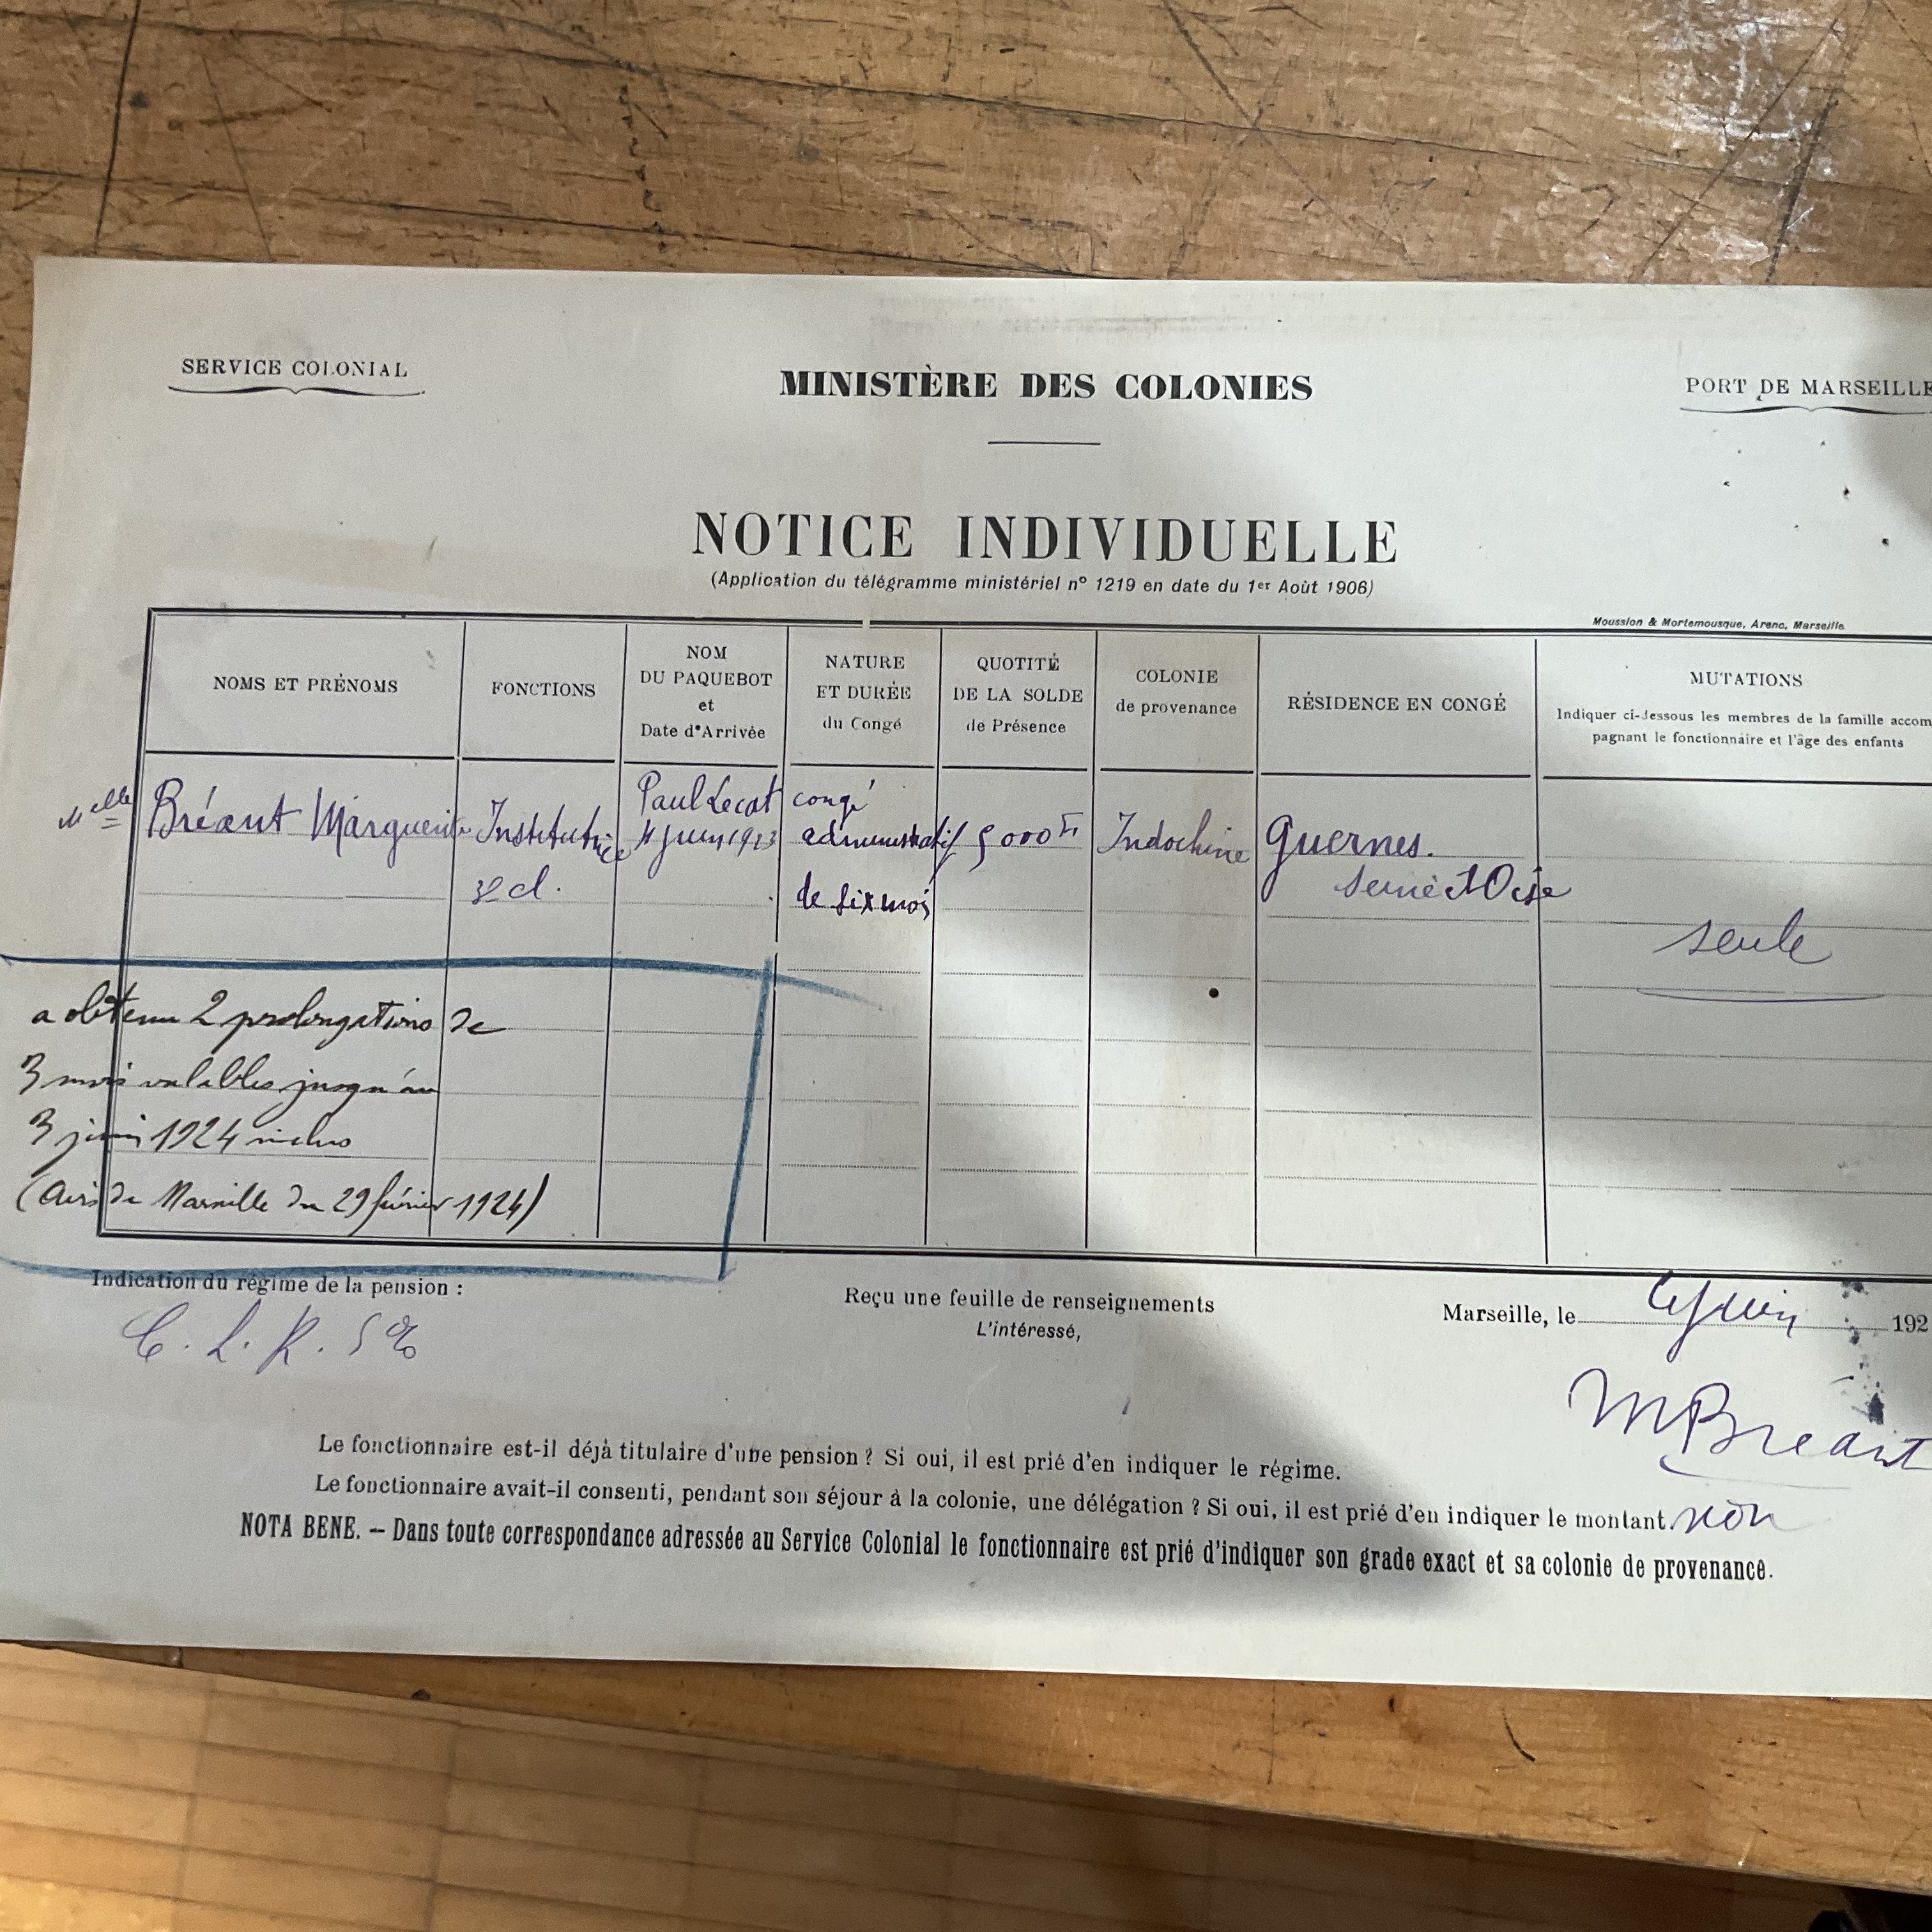 SERVICE COLONIAL
MINISTÈRE DES COLONIES
PORT DE MARSEILLE
NOTICE INDIVIDUELLE
(Application du télégramme ministériel n° 1219 en date du 1er Août 1906)
Moussion & Mortemousque, Arenc, Marseille
NOMS ET PRÉNOMS
FONCTIONS
NOM
DU PAQUEBOT
et
Date d'Arrivée
NATURE
ET DURÉE
du Congé
QUOTITÉ
DE LA SOLDE
de Présence
COLONIE
de provenance
RÉSIDENCE EN CONGÉ
MUTATIONS
Indiquer ci-dessous les membres de la famille accom
pagnant le fonctionnaire et l'âge des enfants
Melle Bréant Marguerite
Institutrice
3e cl.
Paul Lecat
4 juin 1923
congé
administratif
de six mois
5000 Fr
Indochine
Guernes.
Seine et Oise
seule
a obtenu 2 prolongations de
3 mois valables jusqu'au
3 juin 1924 inclus
(Avis de Marseille du 29 février 1924)
Indication du régime de la pension :
C. L. R. 5%
Reçu une feuille de renseignements
L'intéressé,
Marseille, le 4 juin 192
M Bréant
Le fonctionnaire est-il déjà titulaire d'une pension ? Si oui, il est prié d'en indiquer le régime.
Le fonctionnaire avait-il consenti, pendant son séjour à la colonie, une délégation ? Si oui, il est prié d'en indiquer le montant. non
NOTA BENE. — Dans toute correspondance adressée au Service Colonial le fonctionnaire est prié d'indiquer son grade exact et sa colonie de provenance.